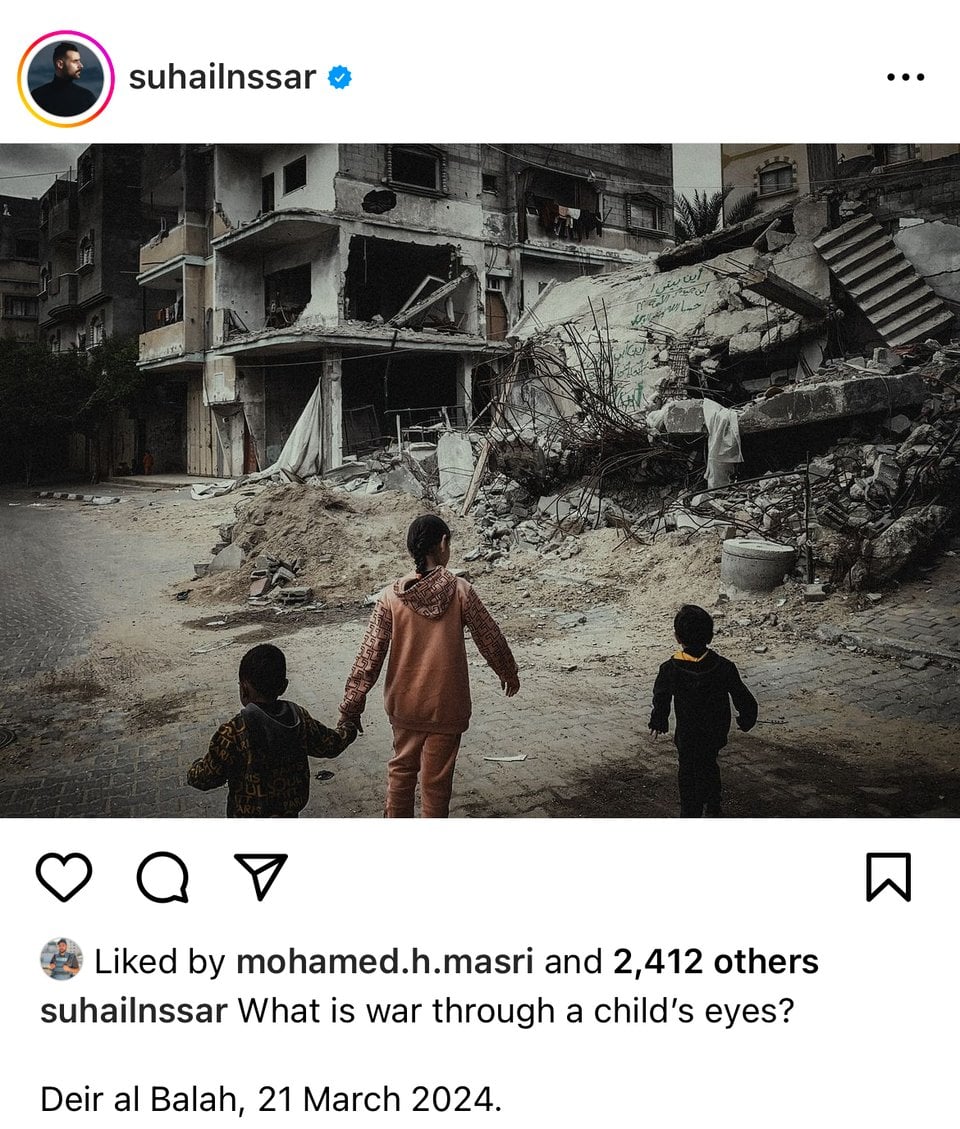 suhailnssar
Liked by mohamed.h.masri and 2,412 others
suhailnssar What is war through a child’s eyes?
Deir al Balah, 21 March 2024.